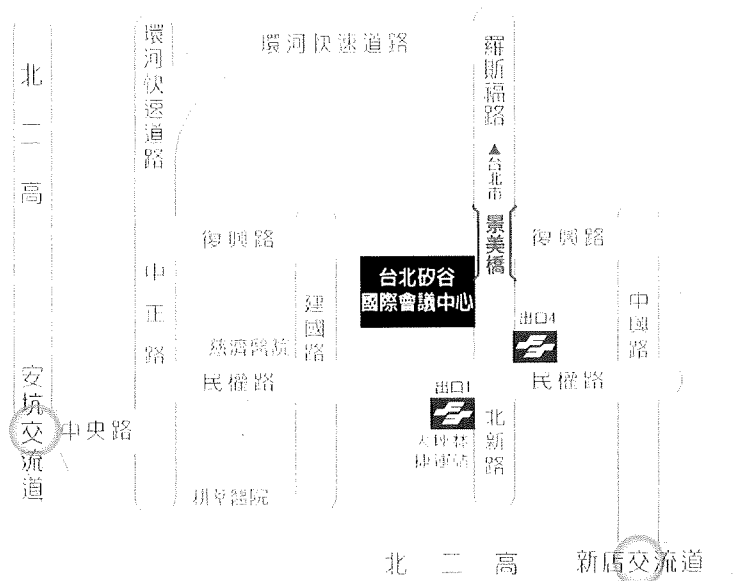 環河快速道路
環河快速道路
羅斯福路
北二高
▲台北市
景美橋
復興路
復興路
台北矽谷
國際會議中心
中正路
建國路
中興路
出口4
慈濟醫院
民權路
民權路
安坑交流道
中央路
出口1
大坪林
捷運站
北新路
耕莘醫院
北二高
新店交流道